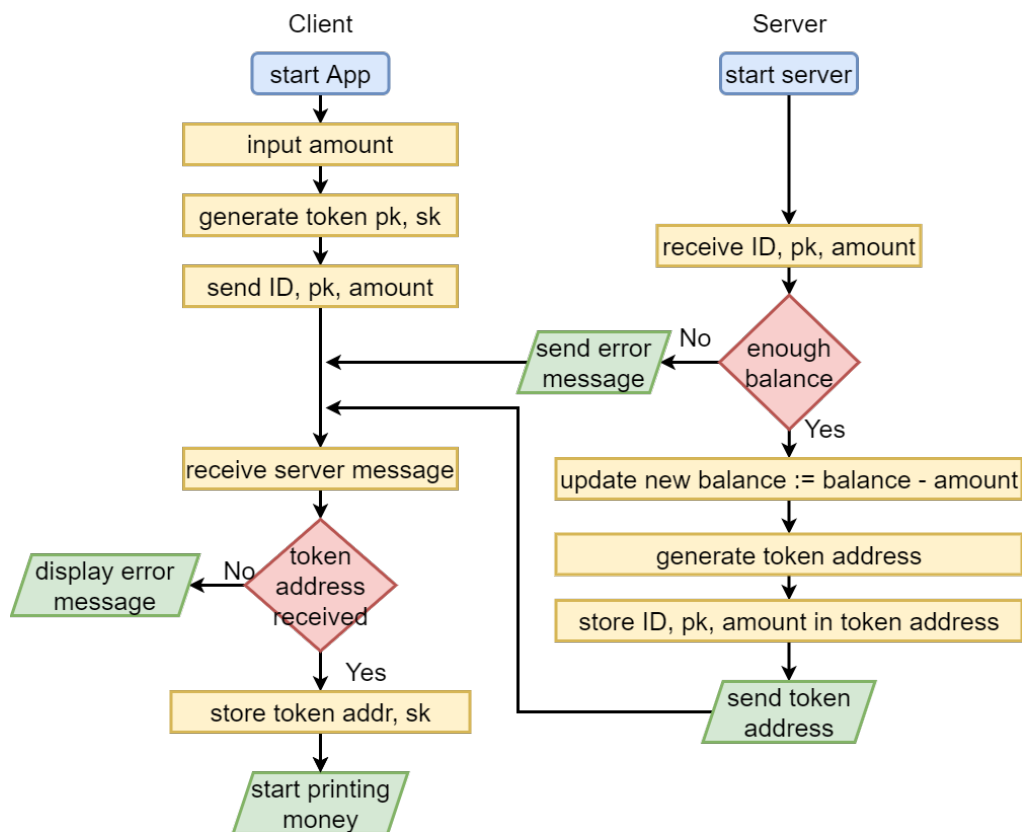 Client
start App
input amount
generate token pk, sk
send ID, pk, amount
receive server message
token
address
received
No
display error
message
Yes
store token addr, sk
start printing
money
Server
start server
receive ID, pk, amount
enough
balance
No
send error
message
Yes
update new balance := balance - amount
generate token address
store ID, pk, amount in token address
send token
address